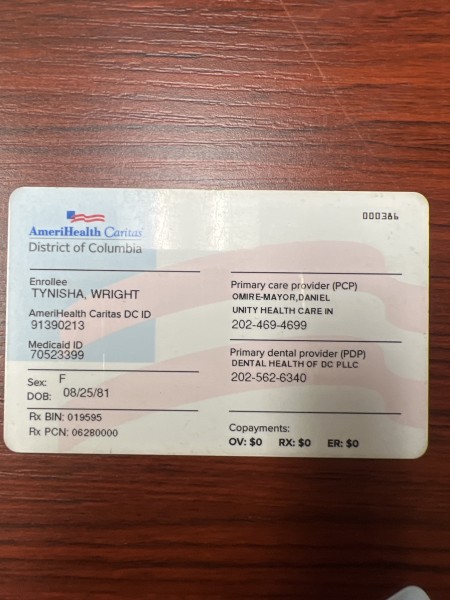 000386
AmeriHealth Caritas
District of Columbia
Enrollee
TYNISHA, WRIGHT
AmeriHealth Caritas DC ID
91390213
Medicaid ID
70523399
Sex: F
DOB: 08/25/81
Rx BIN: 019595
Rx PCN: 06280000
Primary care provider (PCP)
OMIRE-MAYOR,DANIEL
UNITY HEALTH CARE IN
202-469-4699
Primary dental provider (PDP)
DENTAL HEALTH OF DC PLLC
202-562-6340
Copayments:
OV: $0 RX: $0 ER: $0